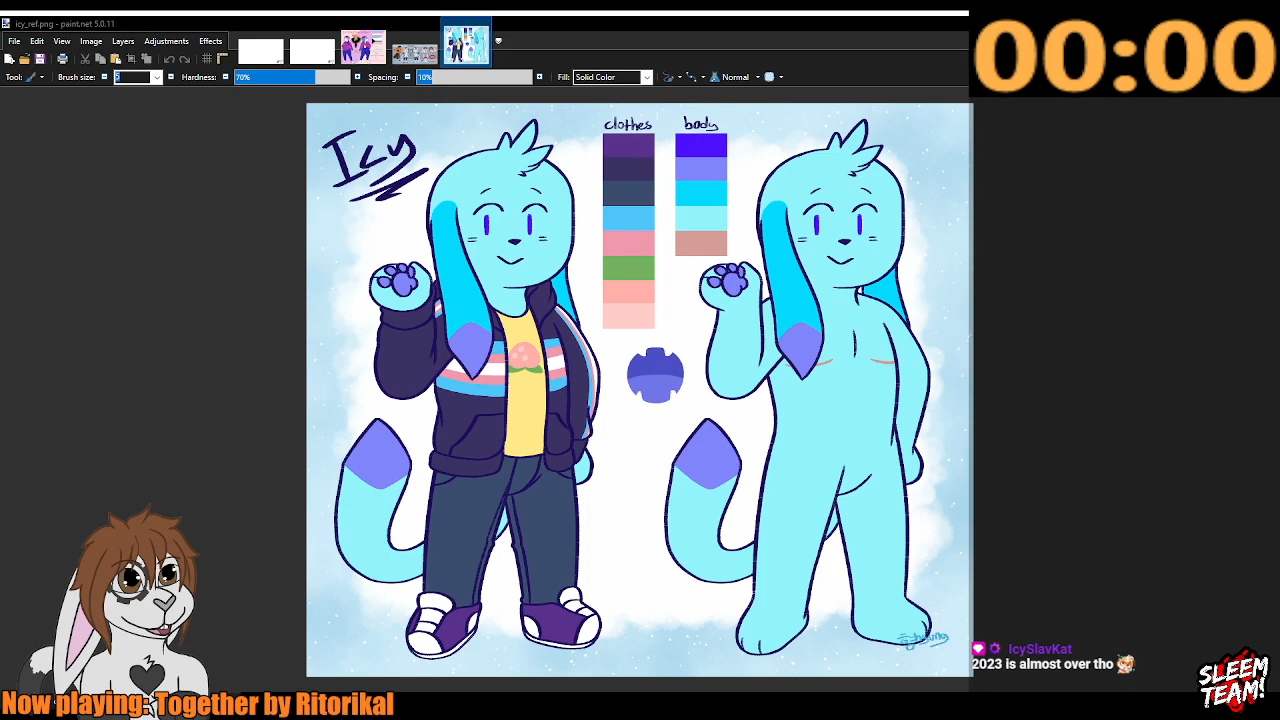 icy_ref.png - paint.net 5.0.11
File Edit View Image Layers Adjustments Effects
Tool: Brush size: 5 Hardness: 70% Spacing: 10% Fill: Solid Color Normal
00:00
Icy
clothes body
IcySlavKat
2023 is almost over tho
Now playing: Together by Ritorikal
SLEEM
TEAM!